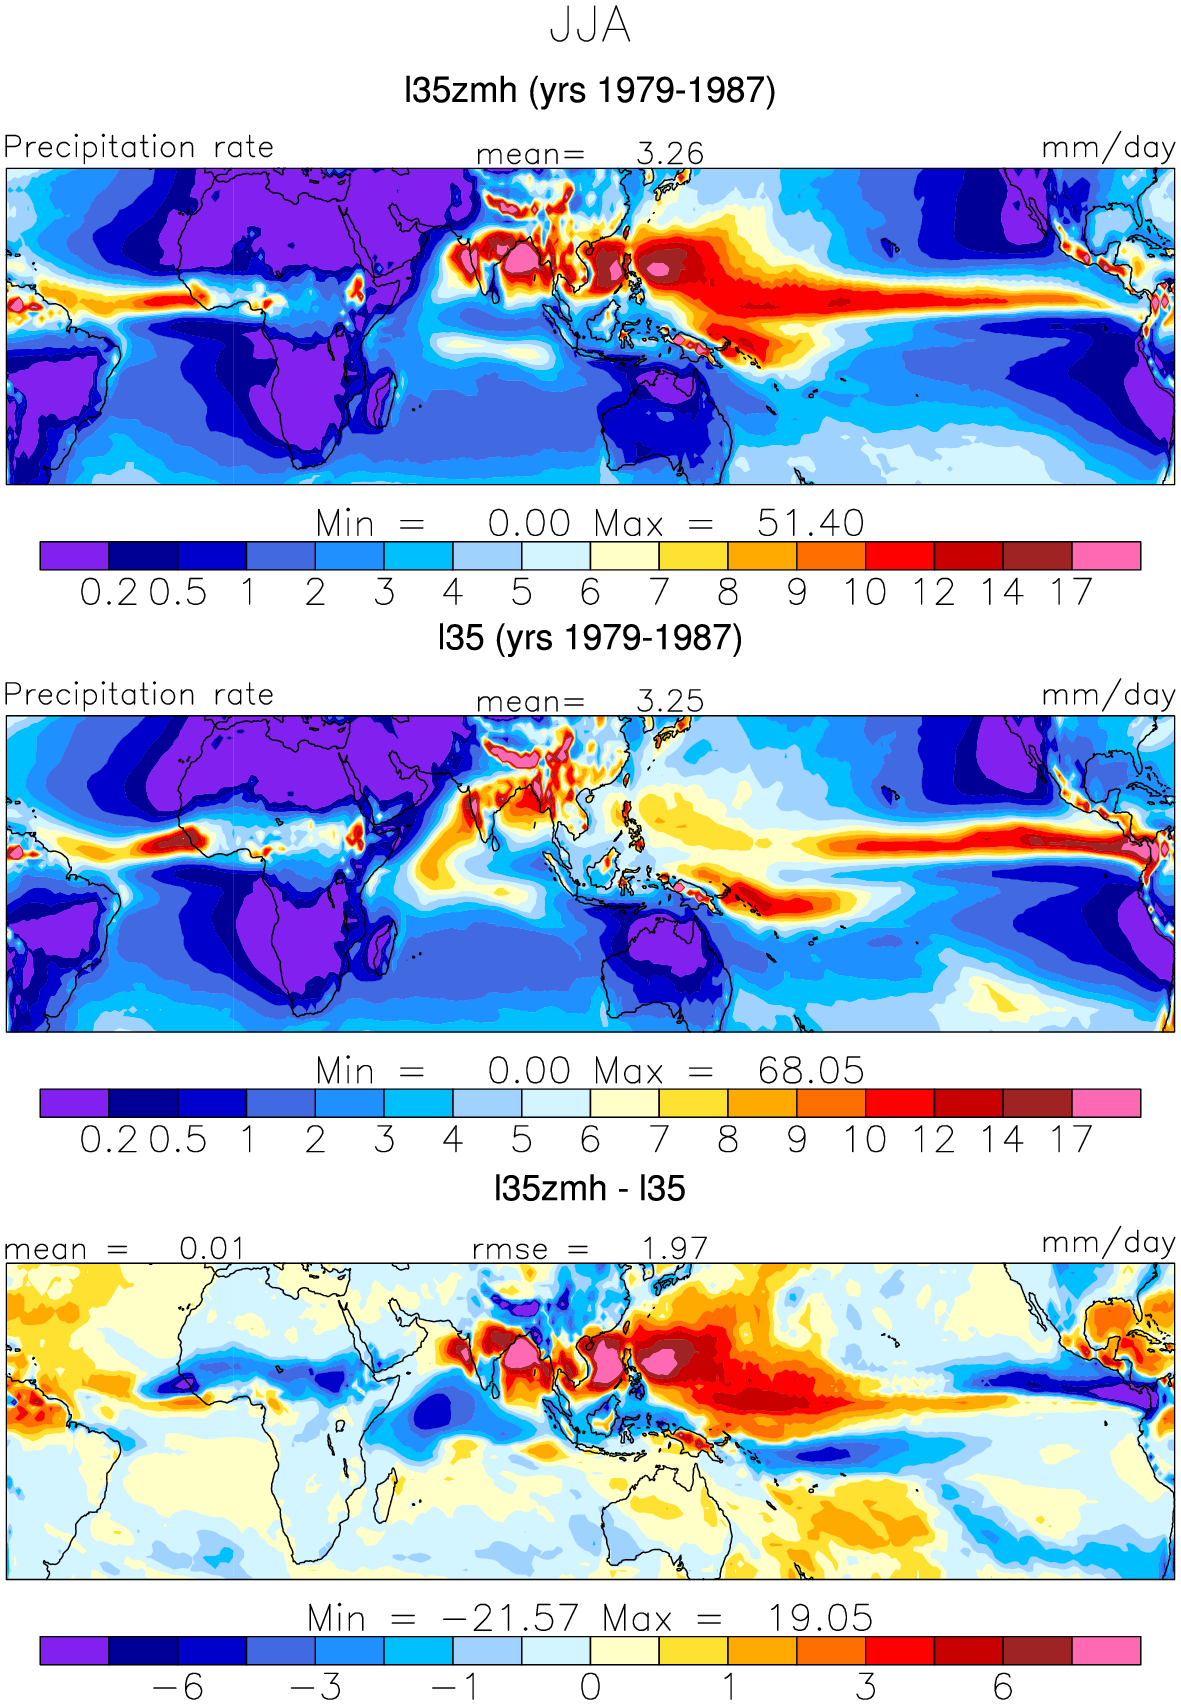 JJA
l35zmh (yrs 1979-1987)
Precipitation rate mean= 3.26 mm/day
Min = 0.00 Max = 51.40
0.2 0.5 1 2 3 4 5 6 7 8 9 10 12 14 17
l35 (yrs 1979-1987)
Precipitation rate mean= 3.25 mm/day
Min = 0.00 Max = 68.05
0.2 0.5 1 2 3 4 5 6 7 8 9 10 12 14 17
l35zmh - l35
mean = 0.01 rmse = 1.97 mm/day
Min = -21.57 Max = 19.05
-6 -3 -1 0 1 3 6